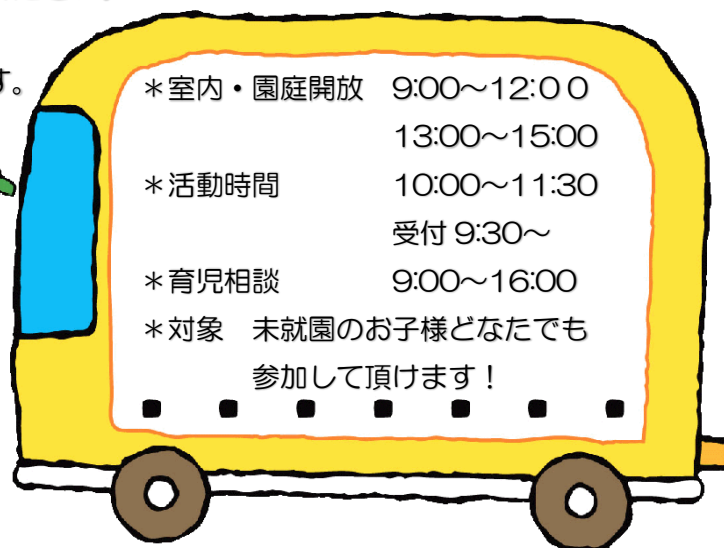 す。
＊室内・園庭開放　9:00～12:００
13:00～15:00
＊活動時間　10:00～11:30
受付 9:30～
＊育児相談　9:00～16:00
＊対象　未就園のお子様どなたでも
参加して頂けます！